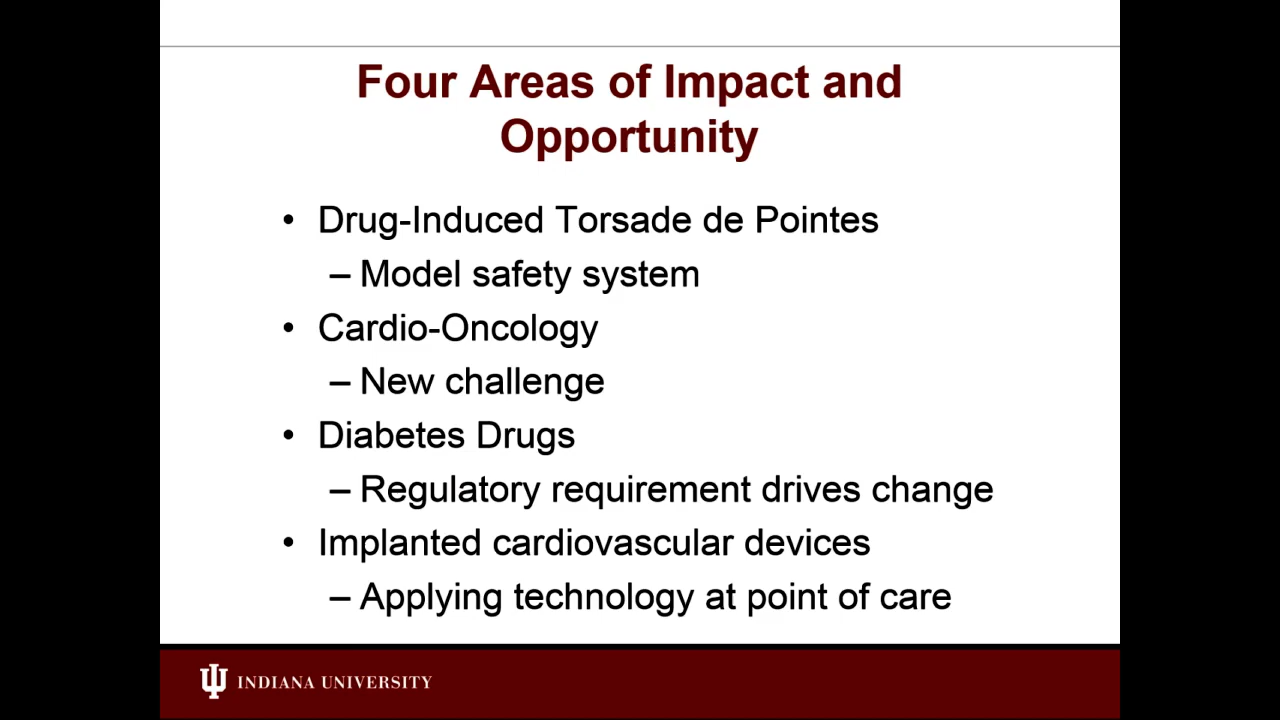 Four Areas of Impact and
Opportunity
• Drug-Induced Torsade de Pointes
– Model safety system
• Cardio-Oncology
– New challenge
• Diabetes Drugs
– Regulatory requirement drives change
• Implanted cardiovascular devices
– Applying technology at point of care
INDIANA UNIVERSITY